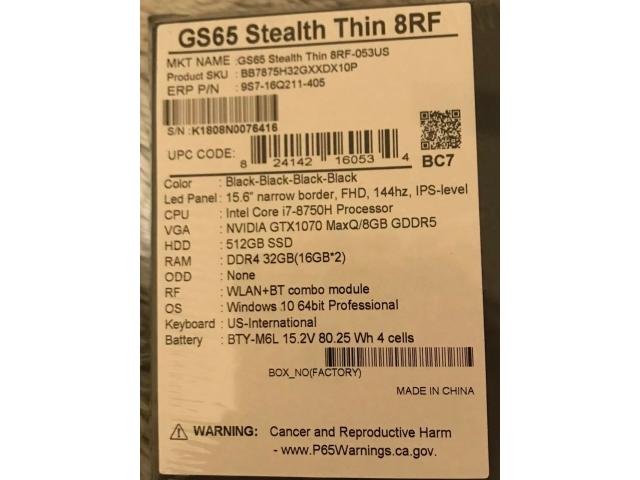 GS65 Stealth Thin 8RF
MKT NAME : GS65 Stealth Thin 8RF-053US
Product SKU : BB7875H32GXXDX10P
ERP P/N : 9S7-16Q211-405
S/N : K1808N0076416
UPC CODE: 8 24142 16053 4
BC7
Color : Black-Black-Black-Black
Led Panel : 15.6" narrow border, FHD, 144hz, IPS-level
CPU : Intel Core i7-8750H Processor
VGA : NVIDIA GTX1070 MaxQ/8GB GDDR5
HDD : 512GB SSD
RAM : DDR4 32GB(16GB*2)
ODD : None
RF : WLAN+BT combo module
OS : Windows 10 64bit Professional
Keyboard : US-International
Battery : BTY-M6L 15.2V 80.25 Wh 4 cells
BOX_NO(FACTORY)
MADE IN CHINA
WARNING: Cancer and Reproductive Harm
- www.P65Warnings.ca.gov.